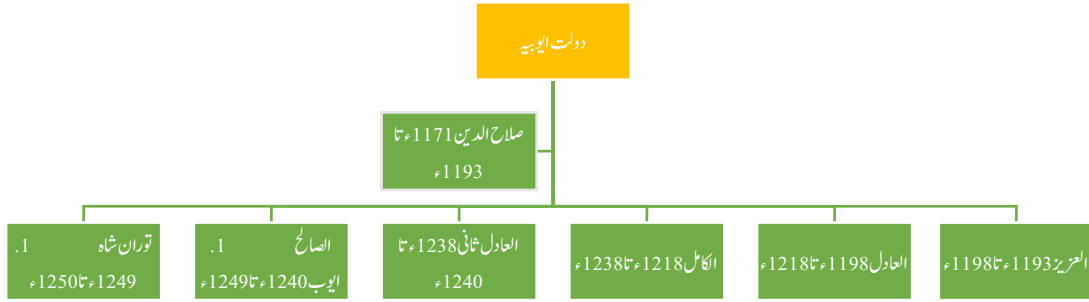 دولت ایوبیہ
صلاح الدین 1171ء تا
1193ء
العزیز 1193ء تا 1198ء
العادل 1198ء تا 1218ء
الکامل 1218ء تا 1238ء
العادل ثانی 1238ء تا
1240ء
1. الصالح
ایوب 1240ء تا 1249ء
1. توران شاہ
1249ء تا 1250ء